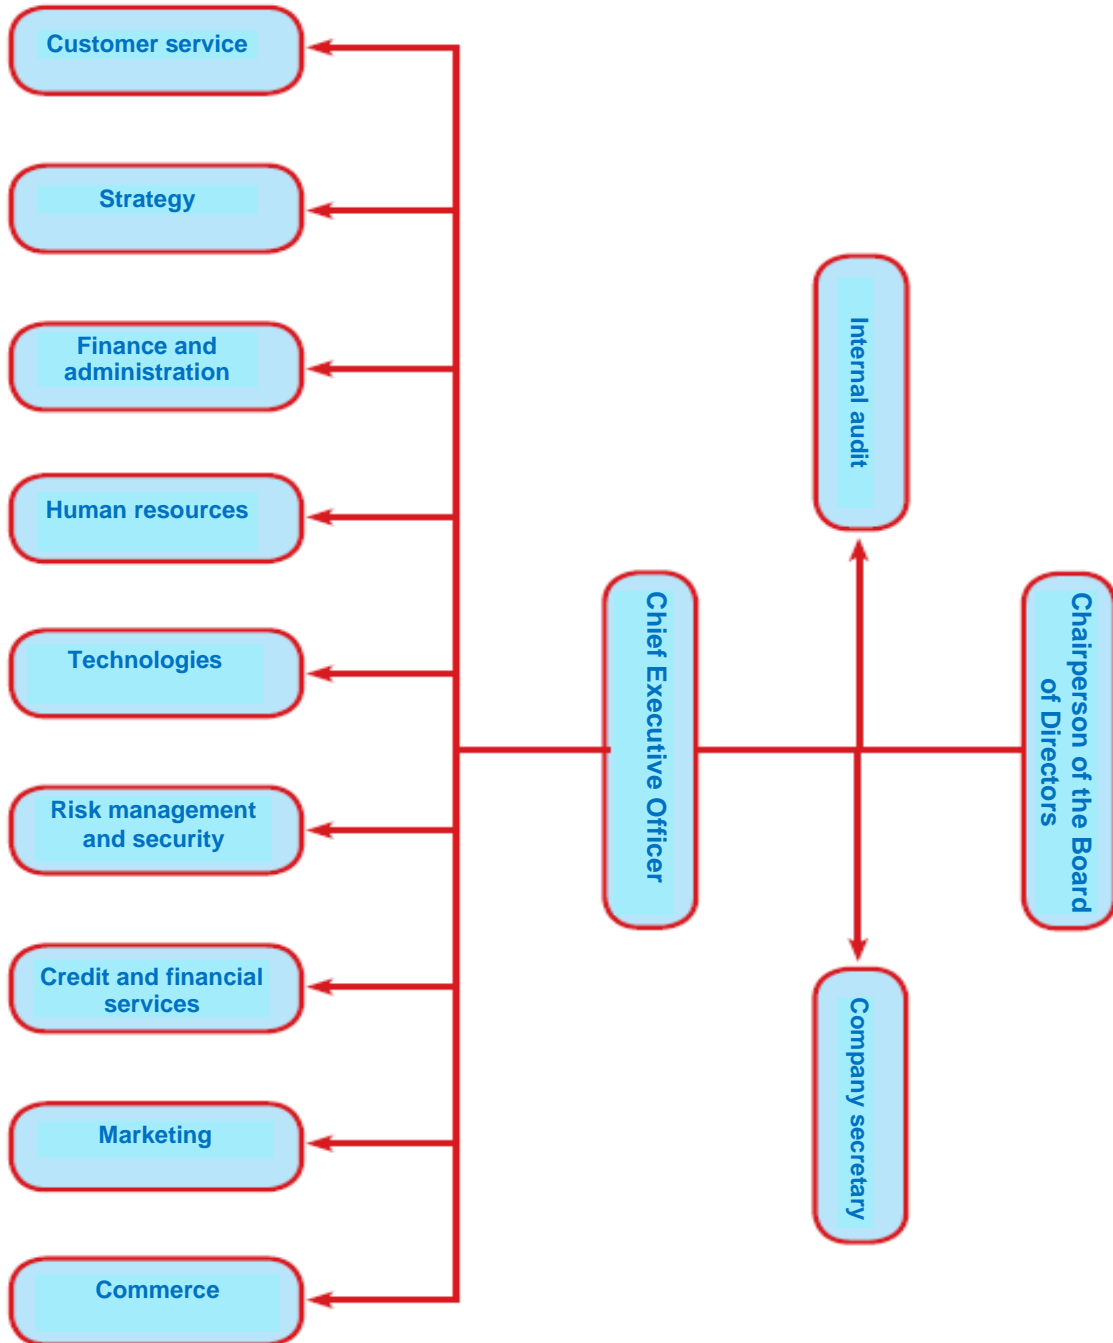 Customer service
Strategy
Finance and
administration
Human resources
Technologies
Risk management
and security
Credit and financial
services
Marketing
Commerce
Chief Executive Officer
Internal audit
Company secretary
Chairperson of the Board
of Directors